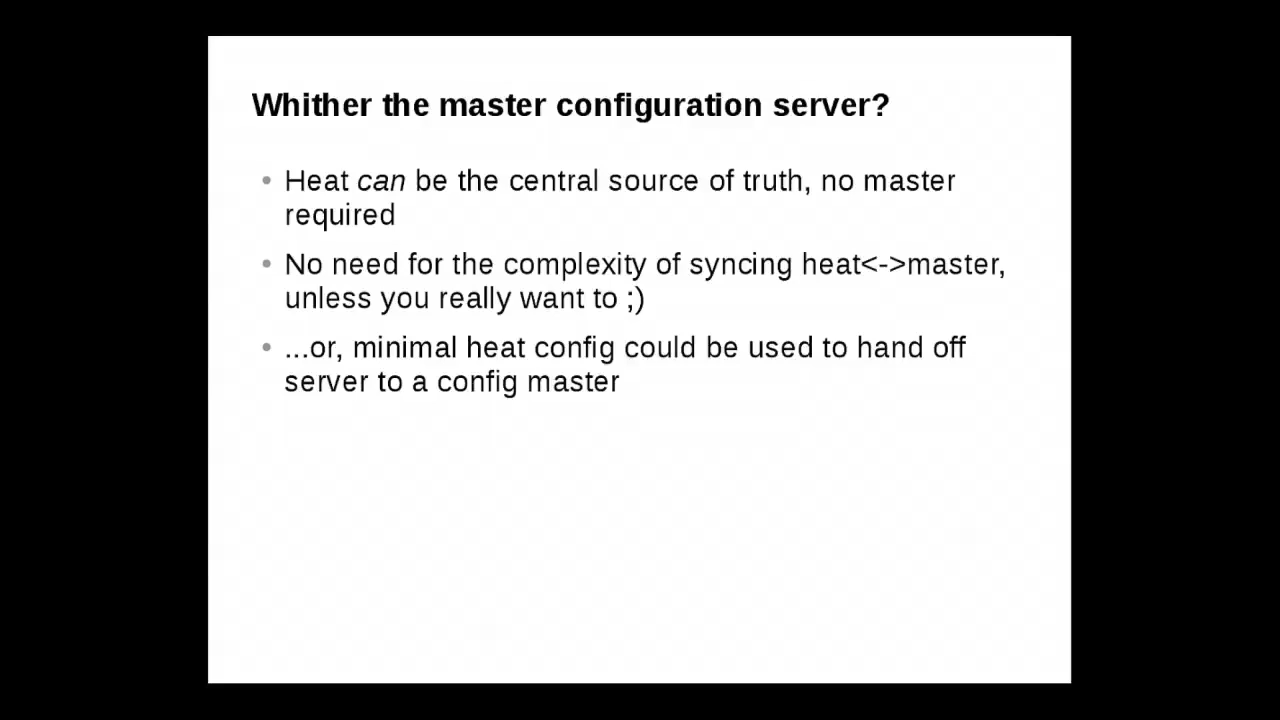 Whither the master configuration server?
• Heat can be the central source of truth, no master
required
• No need for the complexity of syncing heat<->master,
unless you really want to ;)
• ...or, minimal heat config could be used to hand off
server to a config master